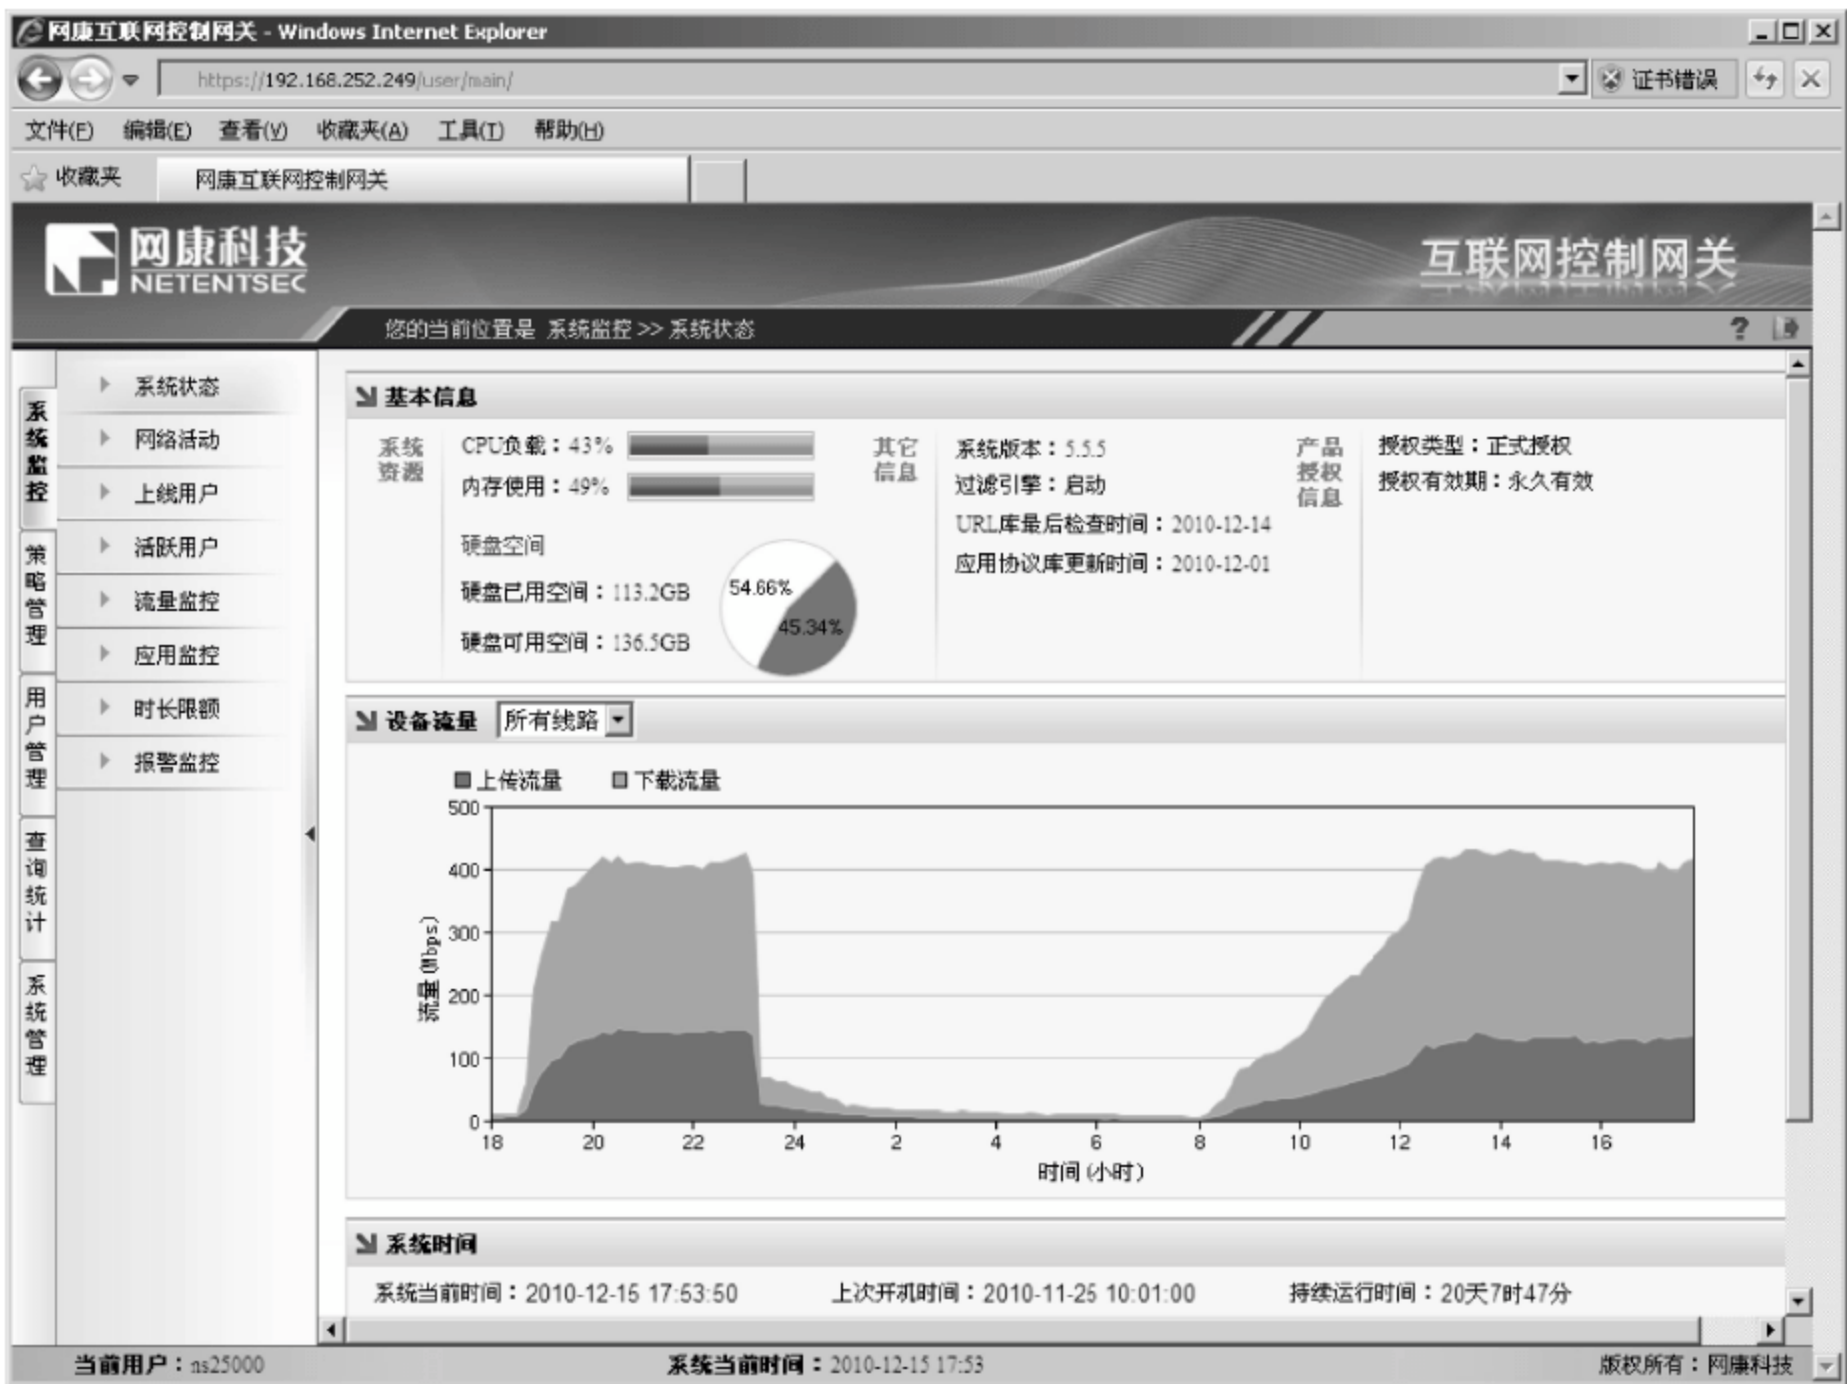 网康互联网控制网关 - Windows Internet Explorer
https://192.168.252.249/user/main/
证书错误
文件(F) 编辑(E) 查看(V) 收藏夹(A) 工具(T) 帮助(H)
收藏夹 网康互联网控制网关
网康科技
NETENTSEC
互联网控制网关
您的当前位置是 系统监控 >> 系统状态
?
系统监控
策略管理
用户管理
查询统计
系统管理
系统状态
网络活动
上线用户
活跃用户
流量监控
应用监控
时长限额
报警监控
基本信息
系统资源
CPU负载：43%
内存使用：49%
硬盘空间
硬盘已用空间：113.2GB
硬盘可用空间：136.5GB
54.66%
45.34%
其它信息
系统版本：5.5.5
过滤引擎：启动
URL库最后检查时间：2010-12-14
应用协议库更新时间：2010-12-01
产品授权信息
授权类型：正式授权
授权有效期：永久有效
设备流量 所有线路
上传流量 下载流量
500
400
300
200
100
0
流量(Mbps)
18 20 22 24 2 4 6 8 10 12 14 16
时间(小时)
系统时间
系统当前时间：2010-12-15 17:53:50 上次开机时间：2010-11-25 10:01:00 持续运行时间：20天7时47分
当前用户：ns25000 系统当前时间：2010-12-15 17:53 版权所有：网康科技